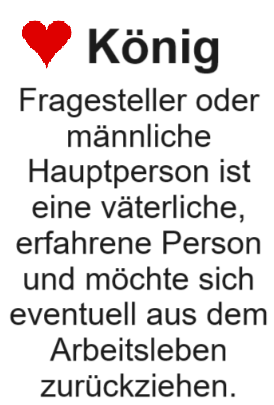 König
Fragesteller oder
männliche
Hauptperson ist
eine väterliche,
erfahrene Person
und möchte sich
eventuell aus dem
Arbeitsleben
zurückziehen.